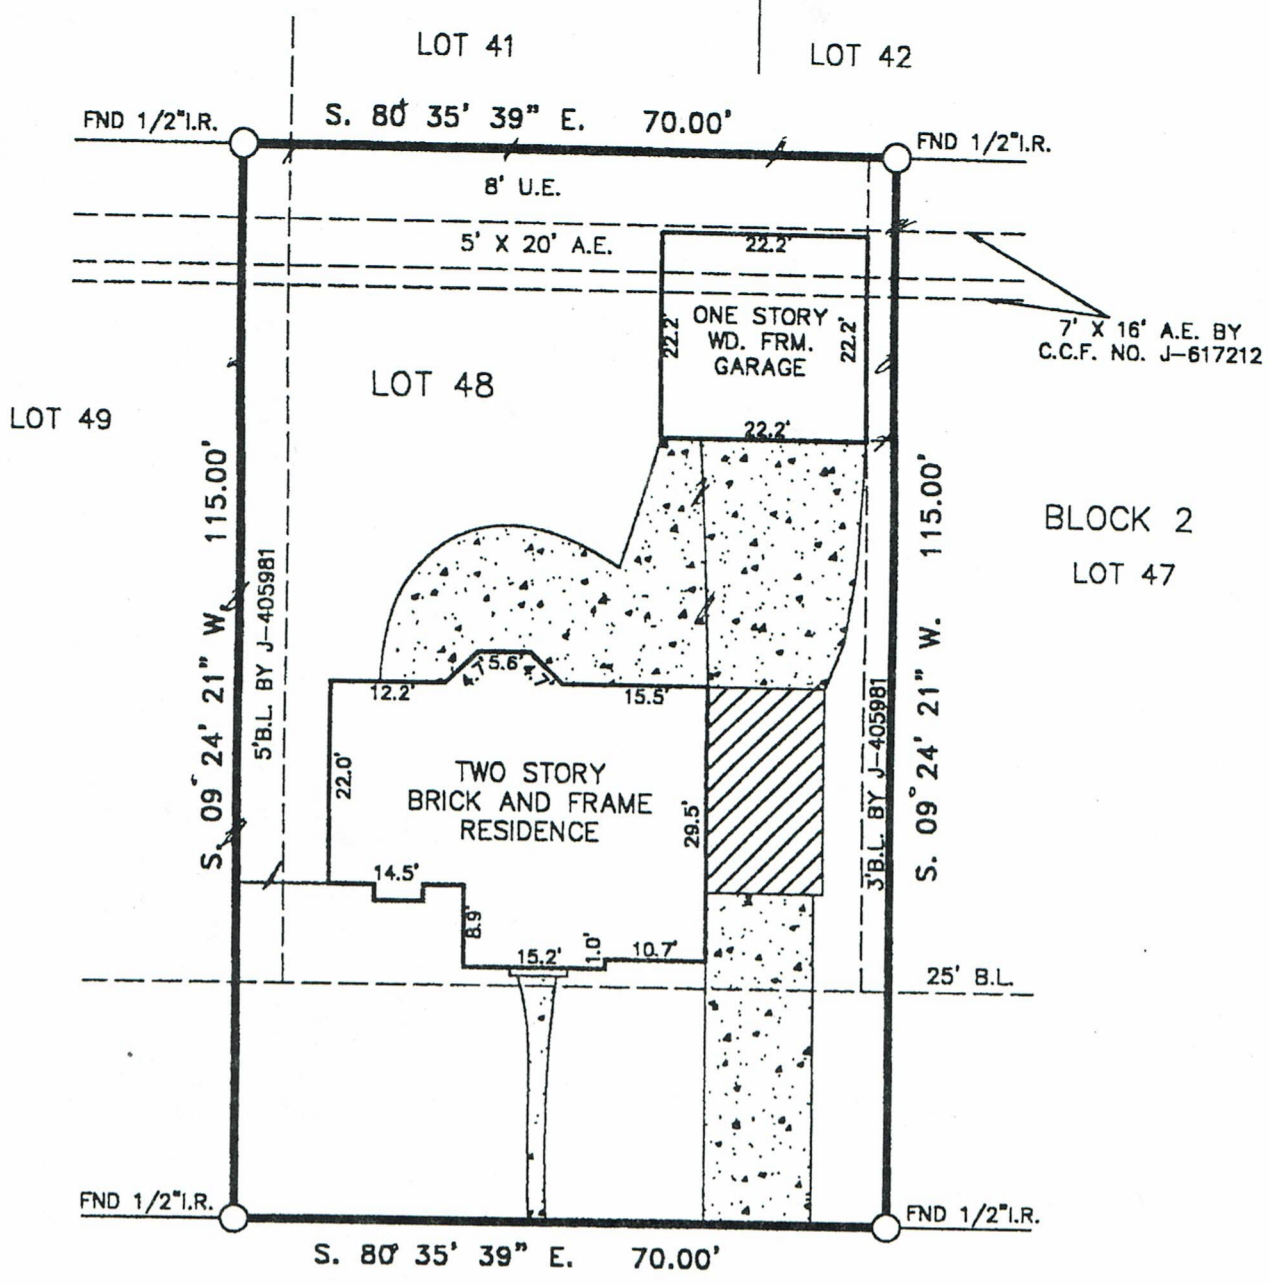 LOT 41
LOT 42
FND 1/2"I.R.
S. 80° 35' 39" E. 70.00'
FND 1/2"I.R.
8' U.E.
5' X 20' A.E.
22.2'
22.2'
ONE STORY
WD. FRM.
GARAGE
22.2'
7' X 16' A.E. BY
C.C.F. NO. J-617212
LOT 48
LOT 49
22.2'
S. 09° 24' 21" W. 115.00'
5'B.L. BY J-405981
BLOCK 2
LOT 47
S. 09° 24' 21" W. 115.00'
3'B.L. BY J-405981
12.2'
4.7'
5.6'
4.7'
15.5'
22.0'
TWO STORY
BRICK AND FRAME
RESIDENCE
29.5'
14.5'
8.9'
15.2'
1.0'
10.7'
25' B.L.
FND 1/2"I.R.
FND 1/2"I.R.
S. 80° 35' 39" E. 70.00'